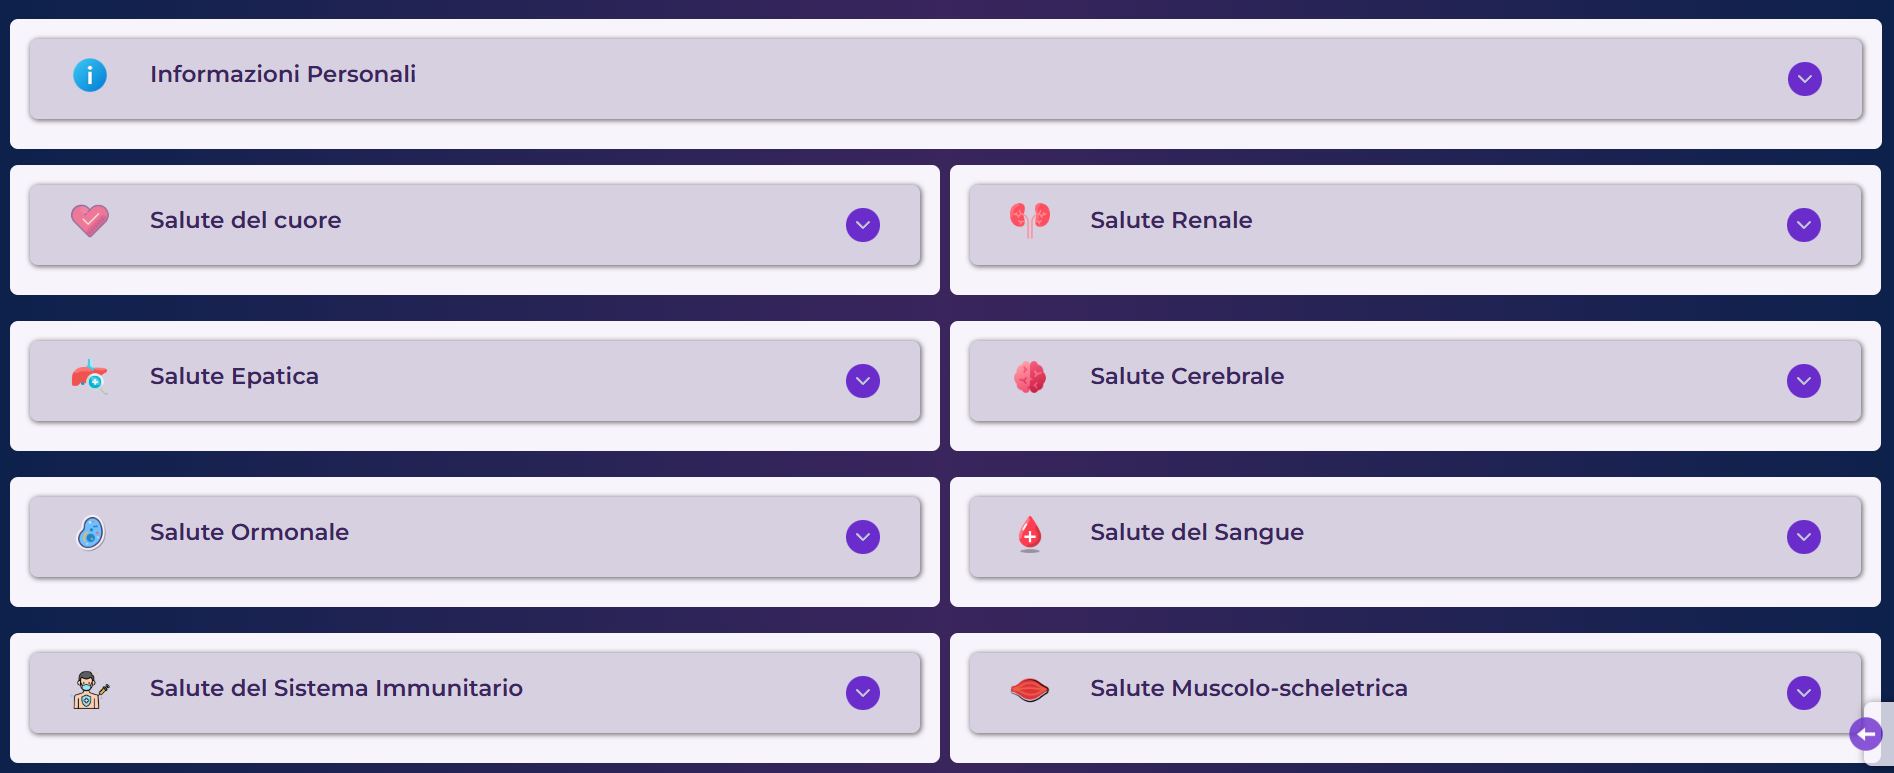 Informazioni Personali
Salute del cuore
Salute Renale
Salute Epatica
Salute Cerebrale
Salute Ormonale
Salute del Sangue
Salute del Sistema Immunitario
Salute Muscolo-scheletrica